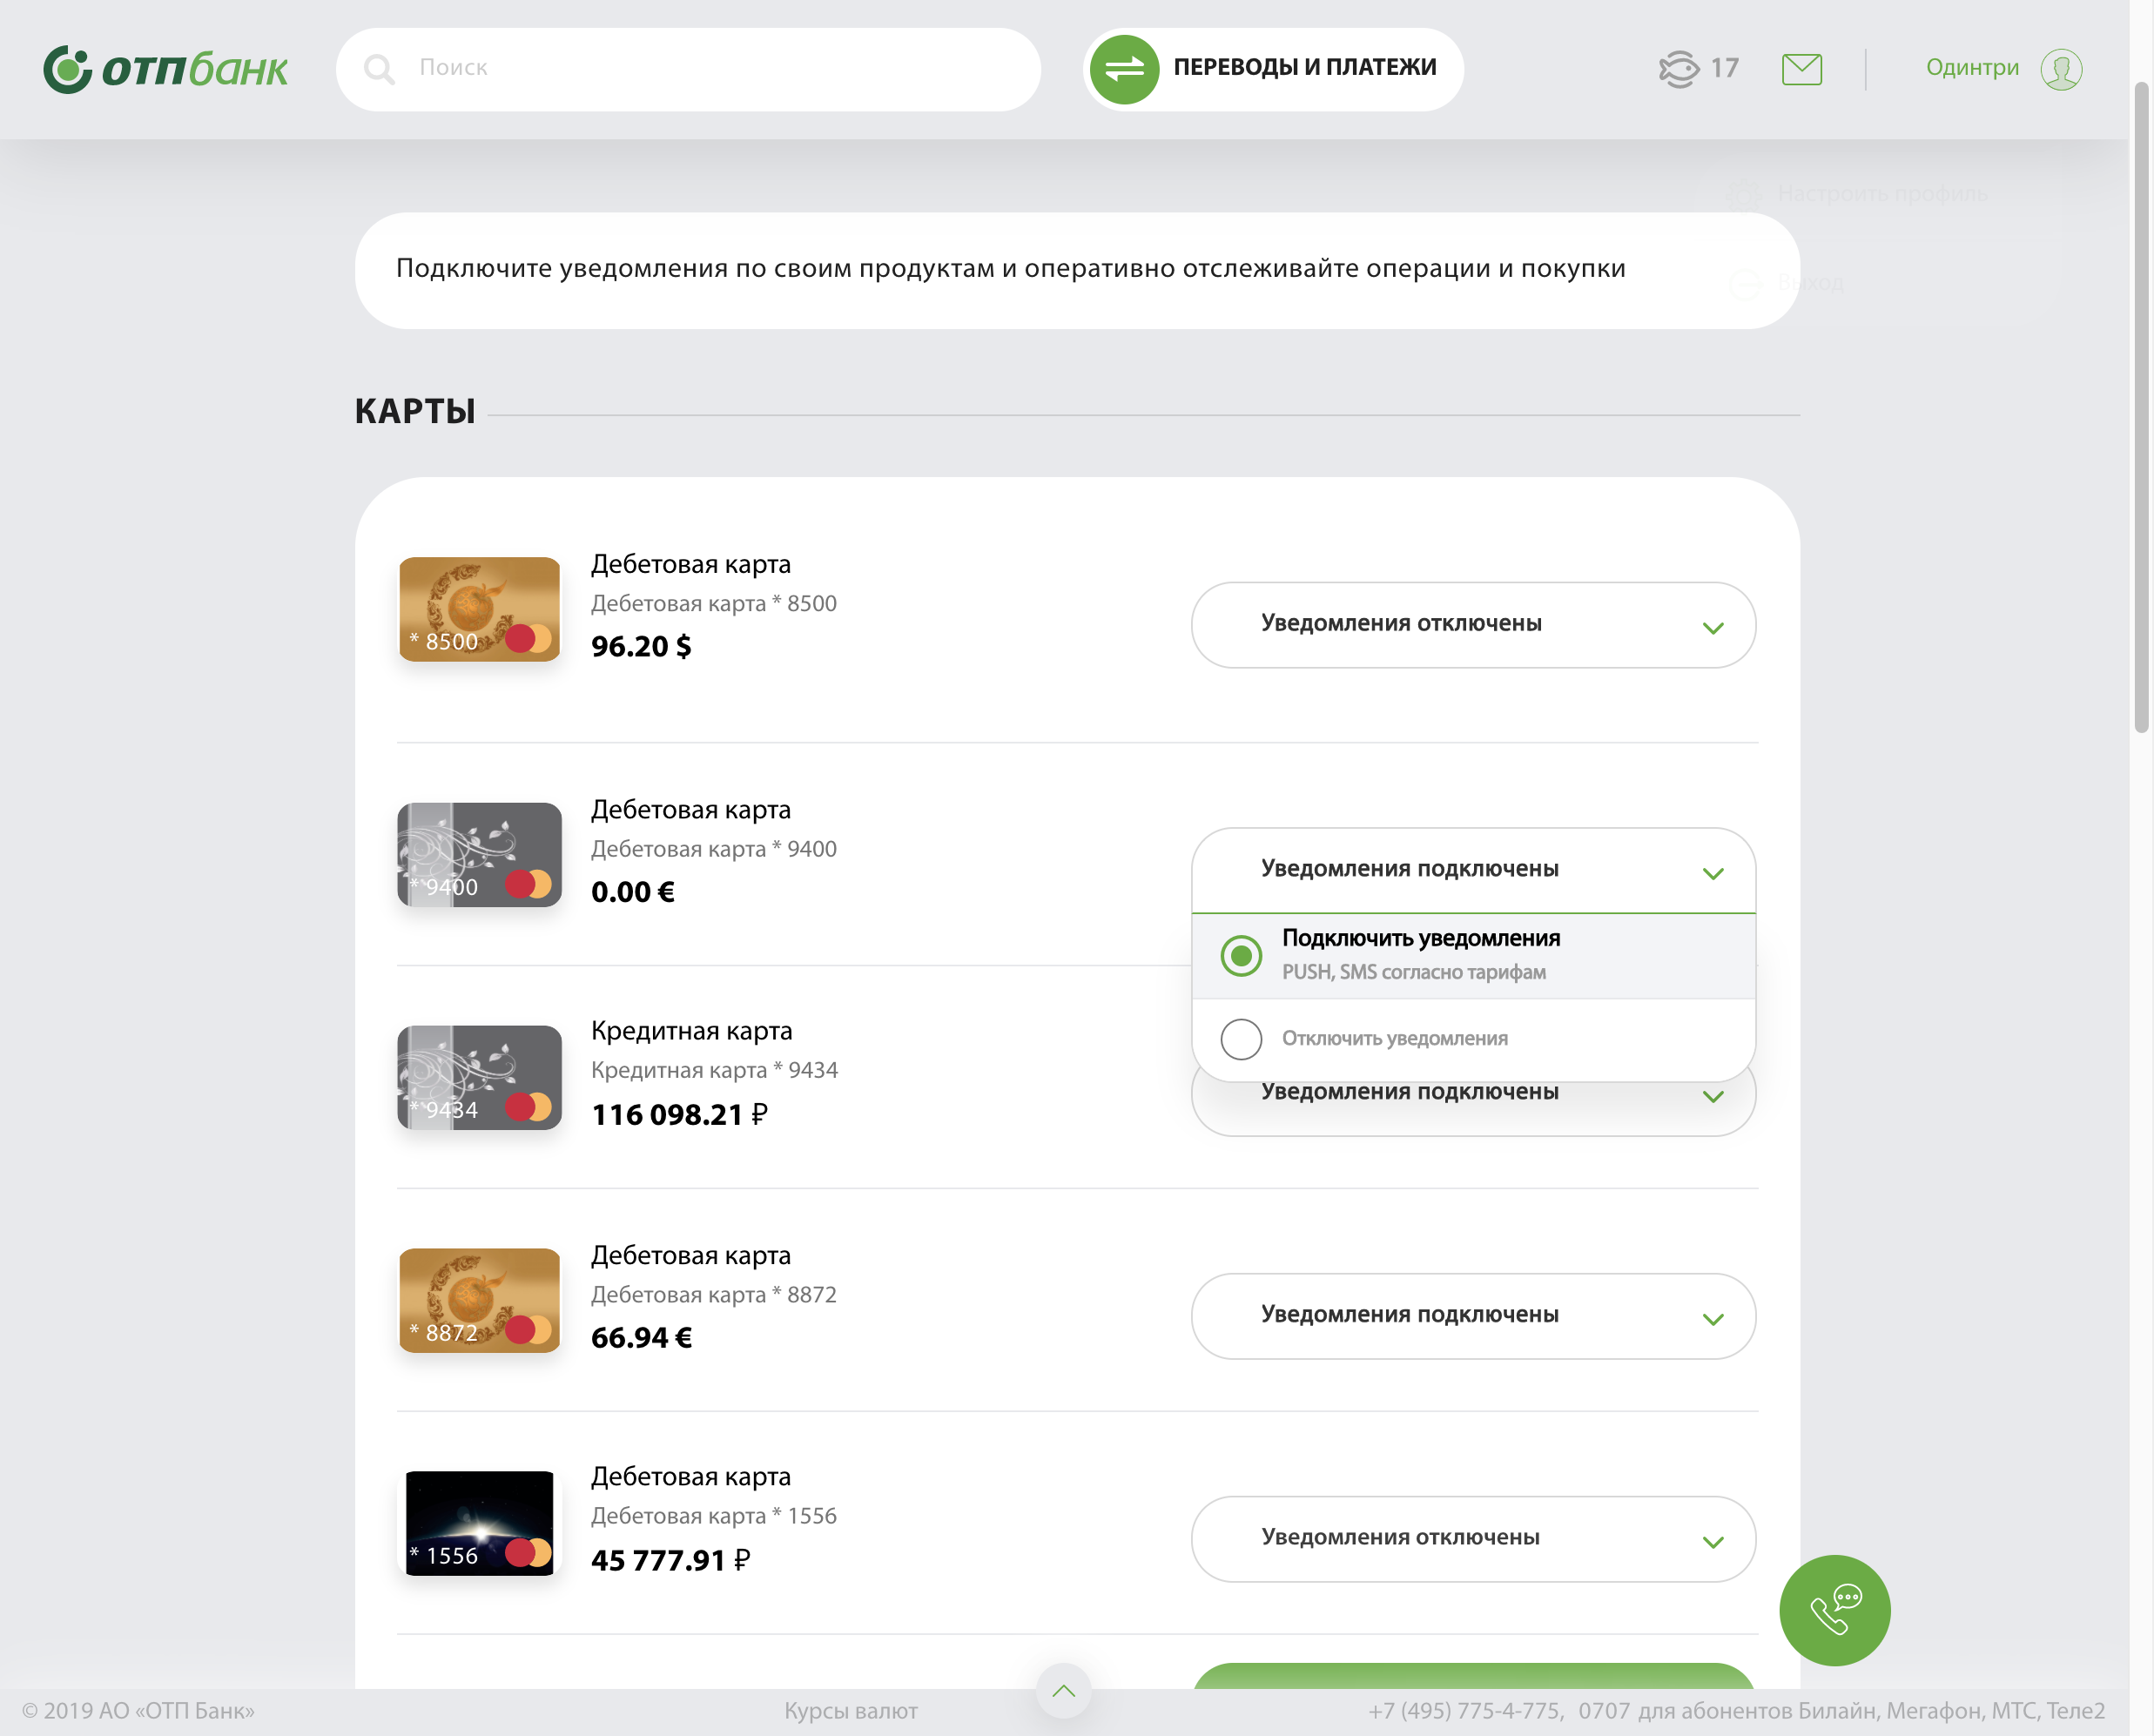 отпбанк
Поиск
ПЕРЕВОДЫ И ПЛАТЕЖИ
17
Одинтри
Настроить профиль
Подключите уведомления по своим продуктам и оперативно отслеживайте операции и покупки
Выход
КАРТЫ
* 8500
Дебетовая карта
Дебетовая карта * 8500
96.20 $
Уведомления отключены
* 9400
Дебетовая карта
Дебетовая карта * 9400
0.00 €
Уведомления подключены
Подключить уведомления
PUSH, SMS согласно тарифам
Отключить уведомления
* 9434
Кредитная карта
Кредитная карта * 9434
116 098.21 ₽
Уведомления подключены
* 8872
Дебетовая карта
Дебетовая карта * 8872
66.94 €
Уведомления подключены
* 1556
Дебетовая карта
Дебетовая карта * 1556
45 777.91 ₽
Уведомления отключены
© 2019 АО «ОТП Банк»
Курсы валют
+7 (495) 775-4-775, 0707 для абонентов Билайн, Мегафон, МТС, Теле2